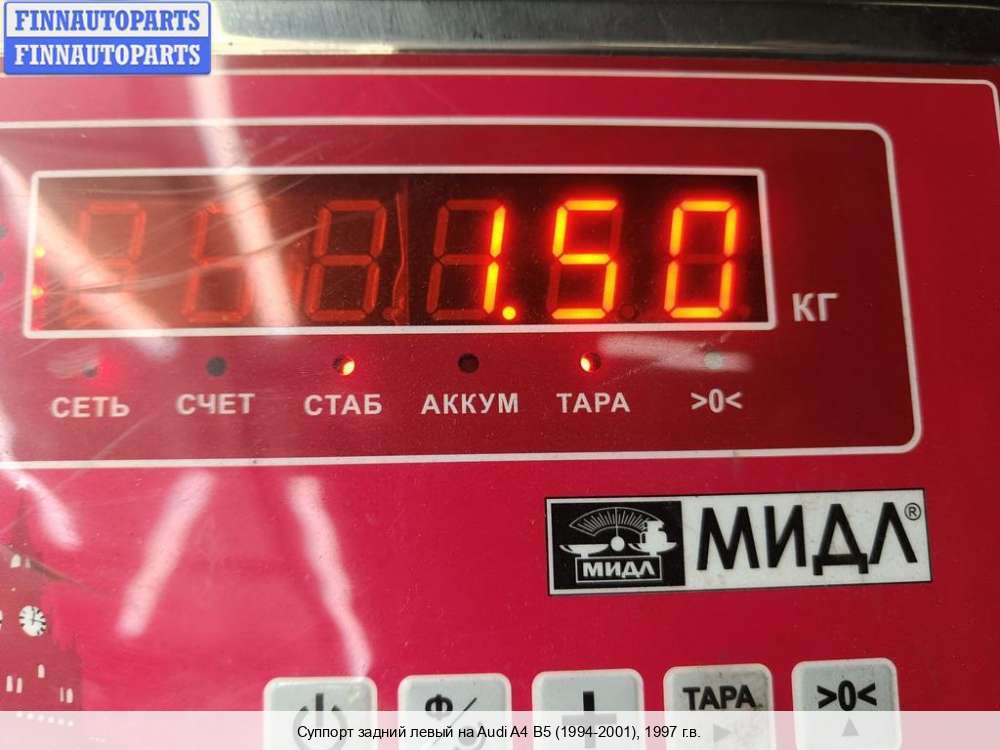 FINNAUTOPARTS
FINNAUTOPARTS
1.50
КГ
СЕТЬ СЧЕТ СТАБ АККУМ ТАРА >0<
МИДЛ МИДЛ®
ТАРА >0<
Суппорт задний левый на Audi A4 B5 (1994-2001), 1997 г.в.